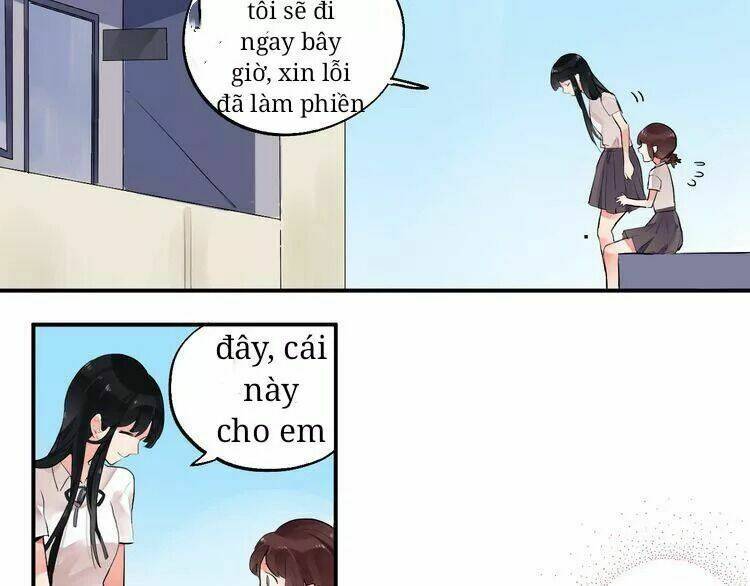 tôi sẽ đi
ngay bây
giờ, xin lỗi
đã làm phiền
đây, cái
này
cho em